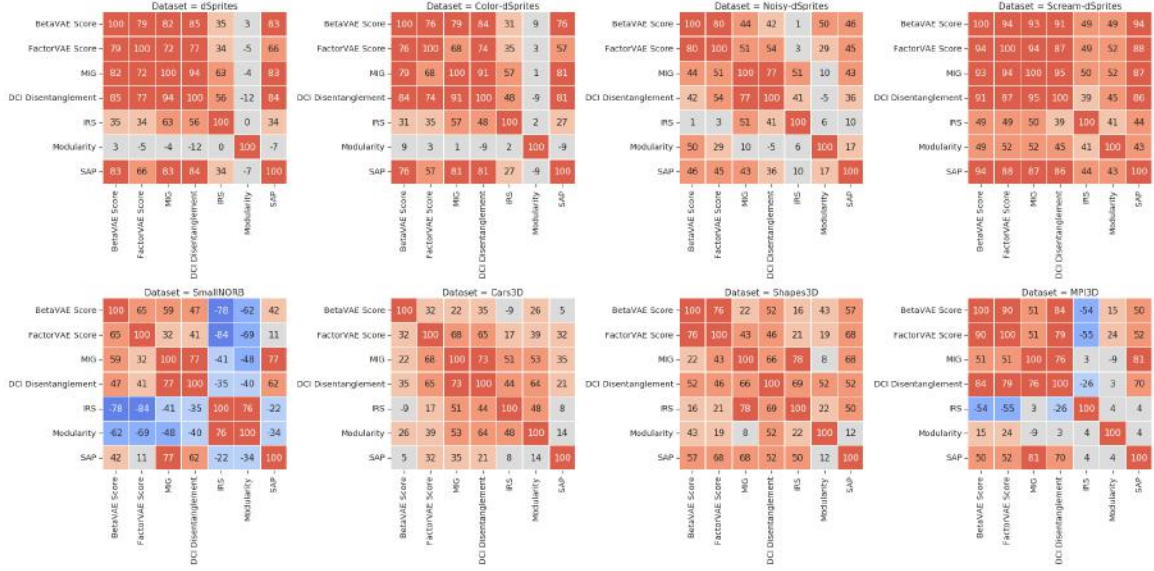 Dataset = dSprites
BetaVAE Score 100 79 82 85 35 3 83
FactorVAE Score 79 100 72 77 34 -5 66
MIG 82 72 100 94 63 -4 83
DCI Disentanglement 85 77 94 100 56 -12 84
IRS 35 34 63 56 100 0 34
Modularity 3 -5 -4 -12 0 100 -7
SAP 83 66 83 84 34 -7 100
BetaVAE Score
FactorVAE Score
MIG
DCI Disentanglement
IRS
Modularity
SAP
Dataset = Color-dSprites
BetaVAE Score 100 76 79 84 31 9 76
FactorVAE Score 76 100 68 74 35 3 57
MIG 79 68 100 91 57 1 81
DCI Disentanglement 84 74 91 100 48 -9 81
IRS 31 35 57 48 100 2 27
Modularity 9 3 1 -9 2 100 -9
SAP 76 57 81 81 27 -9 100
BetaVAE Score
FactorVAE Score
MIG
DCI Disentanglement
IRS
Modularity
SAP
Dataset = Noisy-dSprites
BetaVAE Score 100 80 44 42 1 50 46
FactorVAE Score 80 100 51 54 3 29 45
MIG 44 51 100 77 51 10 43
DCI Disentanglement 42 54 77 100 41 -5 36
IRS 1 3 51 41 100 6 10
Modularity 50 29 10 -5 6 100 17
SAP 46 45 43 36 10 17 100
BetaVAE Score
FactorVAE Score
MIG
DCI Disentanglement
IRS
Modularity
SAP
Dataset = Scream-dSprites
BetaVAE Score 100 94 93 91 49 49 94
FactorVAE Score 94 100 94 87 49 52 88
MIG 93 94 100 95 50 52 87
DCI Disentanglement 91 87 95 100 39 45 86
IRS 49 49 50 39 100 41 44
Modularity 49 52 52 45 41 100 43
SAP 94 88 87 86 44 43 100
BetaVAE Score
FactorVAE Score
MIG
DCI Disentanglement
IRS
Modularity
SAP
Dataset = SmallNORB
BetaVAE Score 100 65 59 47 -78 -62 42
FactorVAE Score 65 100 32 41 -84 -69 11
MIG 59 32 100 77 -41 -48 77
DCI Disentanglement 47 41 77 100 -35 -40 62
IRS -78 -84 -41 -35 100 76 -22
Modularity -62 -69 -48 -40 76 100 -34
SAP 42 11 77 62 -22 -34 100
BetaVAE Score
FactorVAE Score
MIG
DCI Disentanglement
IRS
Modularity
SAP
Dataset = Cars3D
BetaVAE Score 100 32 22 35 -9 26 5
FactorVAE Score 32 100 68 65 17 39 32
MIG 22 68 100 73 51 53 35
DCI Disentanglement 35 65 73 100 44 64 21
IRS -9 17 51 44 100 48 8
Modularity 26 39 53 64 48 100 14
SAP 5 32 35 21 8 14 100
BetaVAE Score
FactorVAE Score
MIG
DCI Disentanglement
IRS
Modularity
SAP
Dataset = Shapes3D
BetaVAE Score 100 76 22 52 16 43 57
FactorVAE Score 76 100 43 46 21 19 68
MIG 22 43 100 66 78 8 68
DCI Disentanglement 52 46 66 100 69 52 52
IRS 16 21 78 69 100 22 50
Modularity 43 19 8 52 22 100 12
SAP 57 68 68 52 50 12 100
BetaVAE Score
FactorVAE Score
MIG
DCI Disentanglement
IRS
Modularity
SAP
Dataset = MPI3D
BetaVAE Score 100 90 51 84 -54 15 50
FactorVAE Score 90 100 51 79 -55 24 52
MIG 51 51 100 76 3 -9 81
DCI Disentanglement 84 79 76 100 -26 3 70
IRS -54 -55 3 -26 100 4 4
Modularity 15 24 -9 3 4 100 4
SAP 50 52 81 70 4 4 100
BetaVAE Score
FactorVAE Score
MIG
DCI Disentanglement
IRS
Modularity
SAP